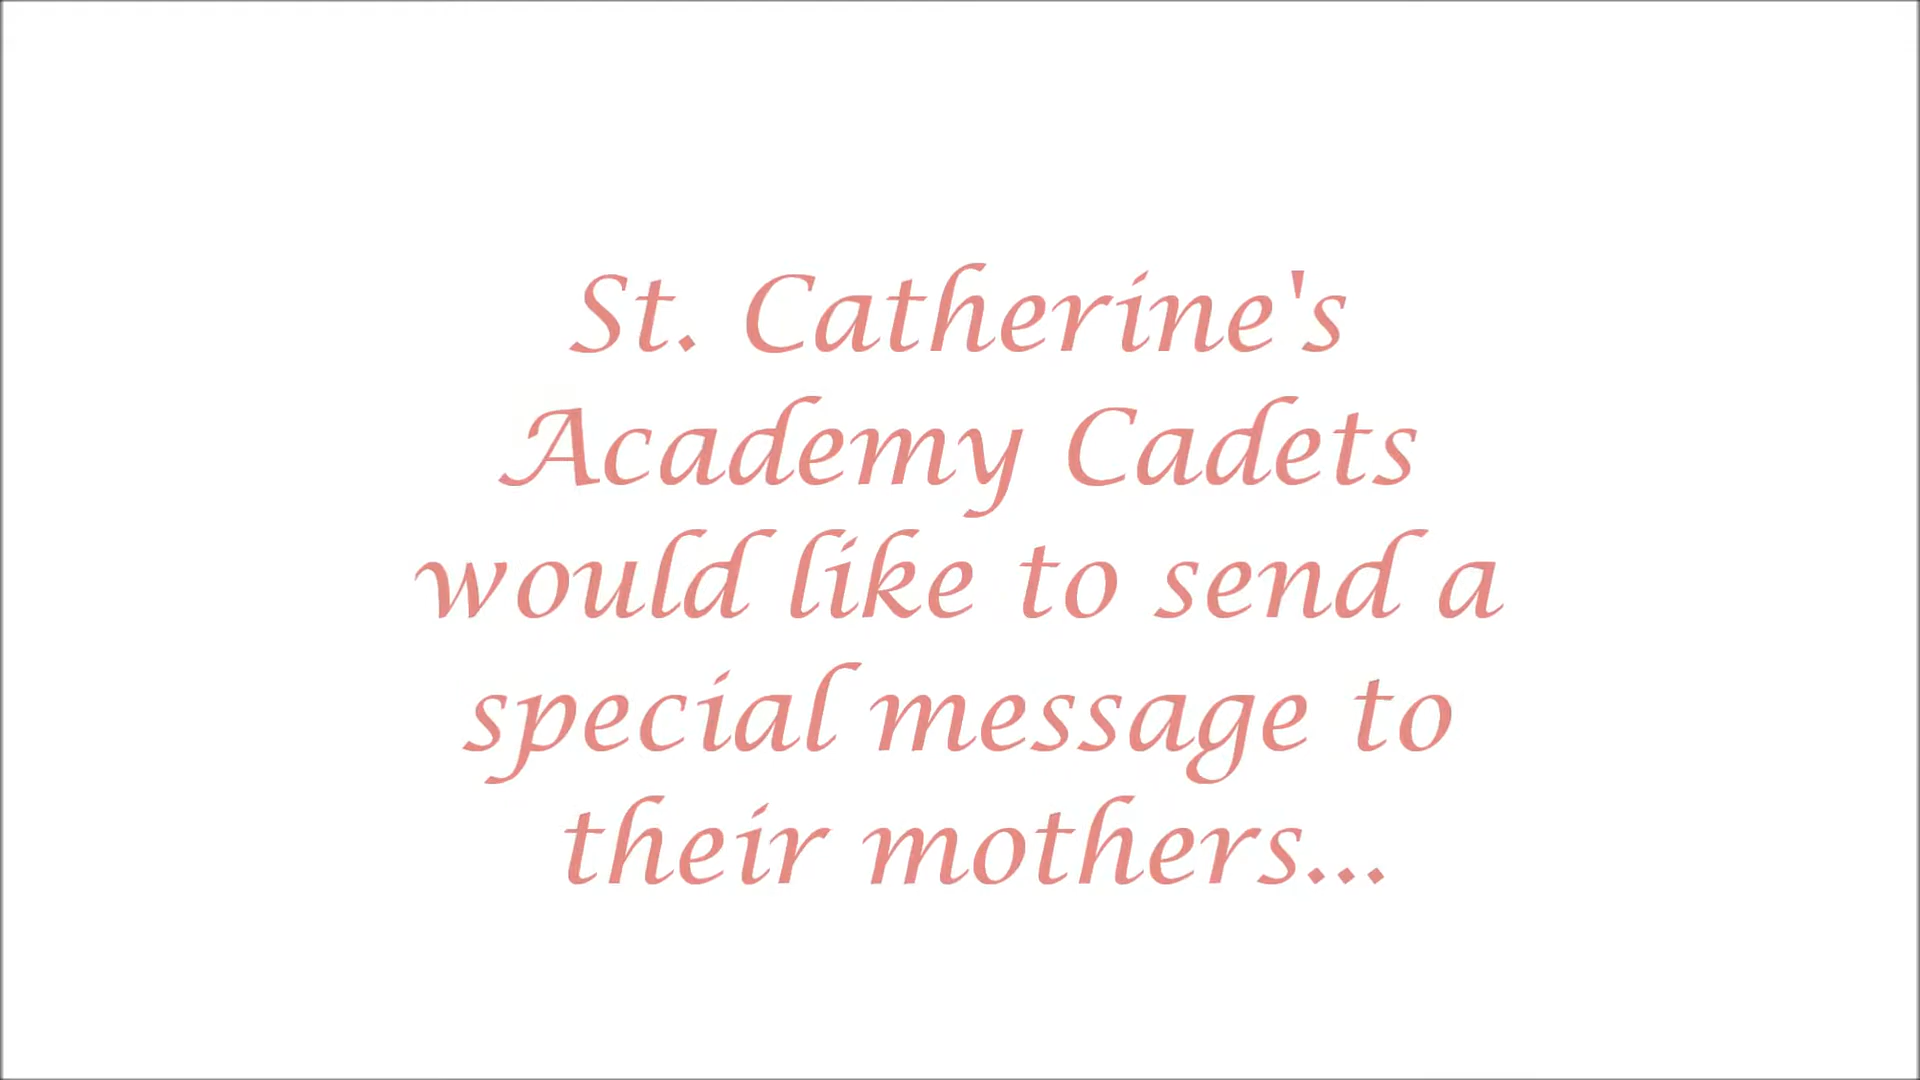 St. Catherine's
Academy Cadets
would like to send a
special message to
their mothers...